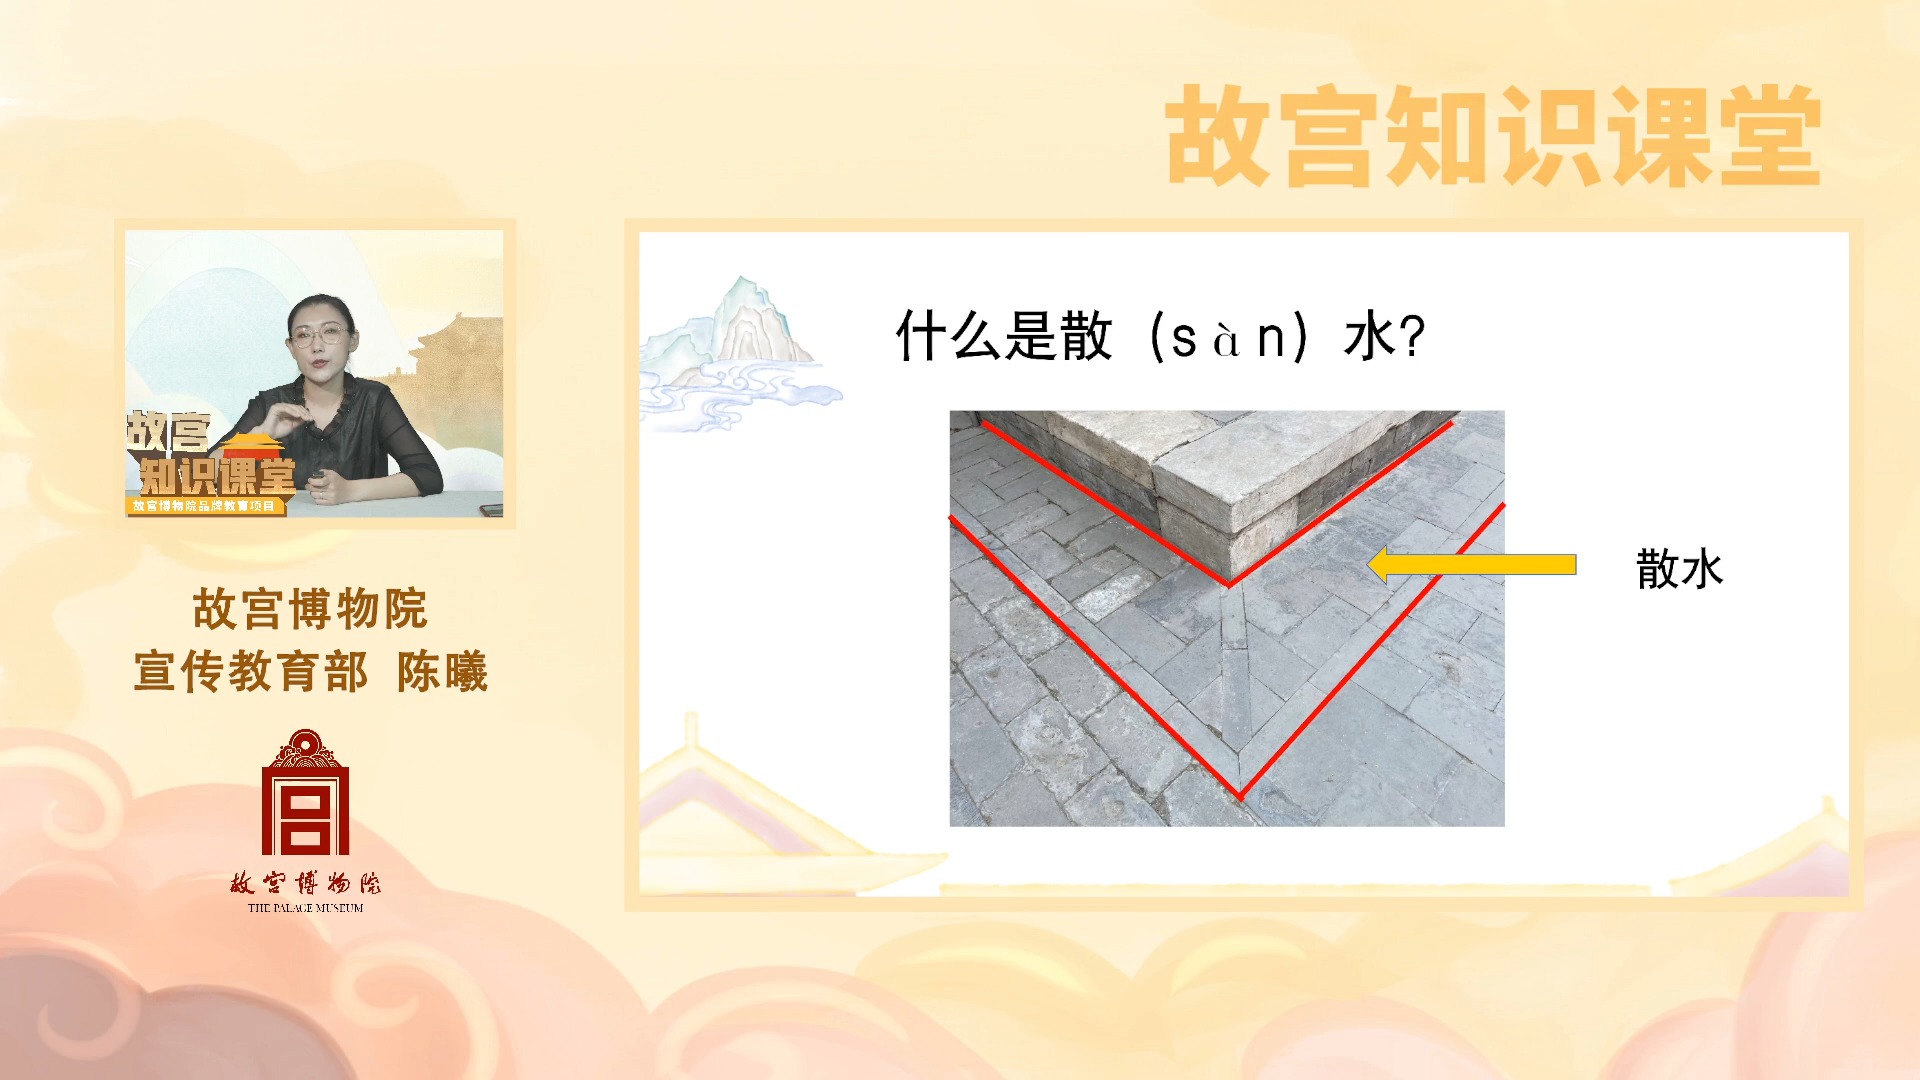 故宫知识课堂
故宫
知识课堂
故宫博物院品牌教育项目
故宫博物院
宣传教育部 陈曦
故宫博物院
THE PALACE MUSEUM
什么是散（sàn）水？
散水